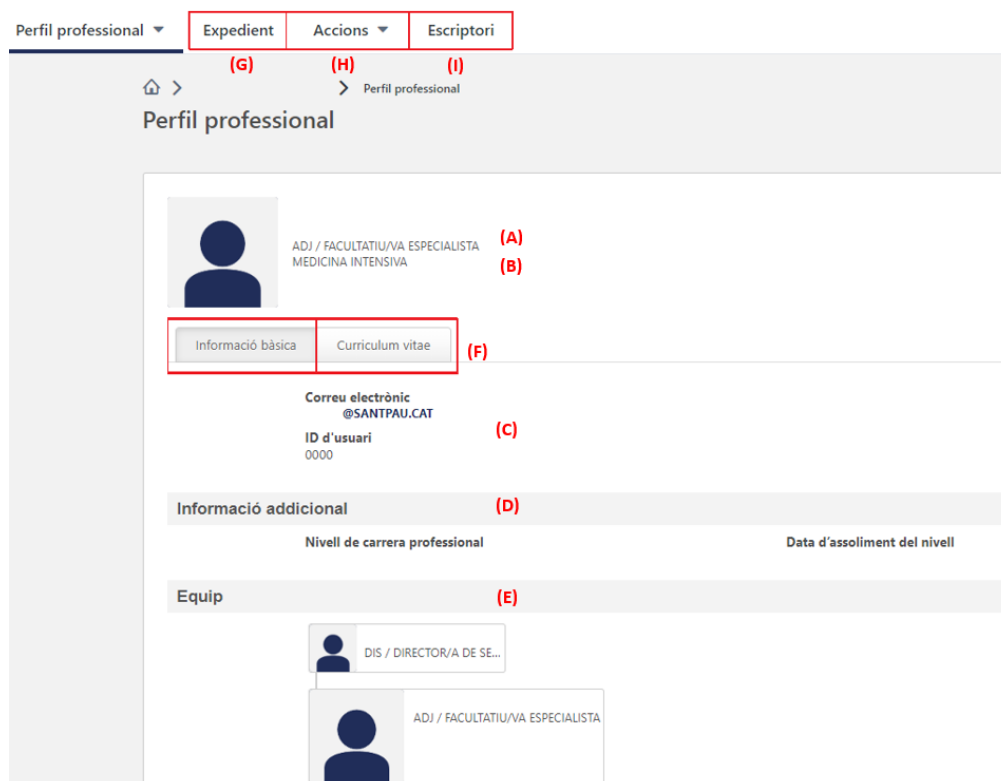 Perfil professional Expedient Accions Escriptori
(G) (H) (I)
Perfil professional
Perfil professional
ADJ / FACULTATIU/VA ESPECIALISTA (A)
MEDICINA INTENSIVA (B)
Informació bàsica Curriculum vitae (F)
Correu electrònic
@SANTPAU.CAT
(C)
ID d'usuari
0000
Informació addicional (D)
Nivell de carrera professional Data d'assoliment del nivell
Equip (E)
DIS / DIRECTOR/A DE SE...
ADJ / FACULTATIU/VA ESPECIALISTA